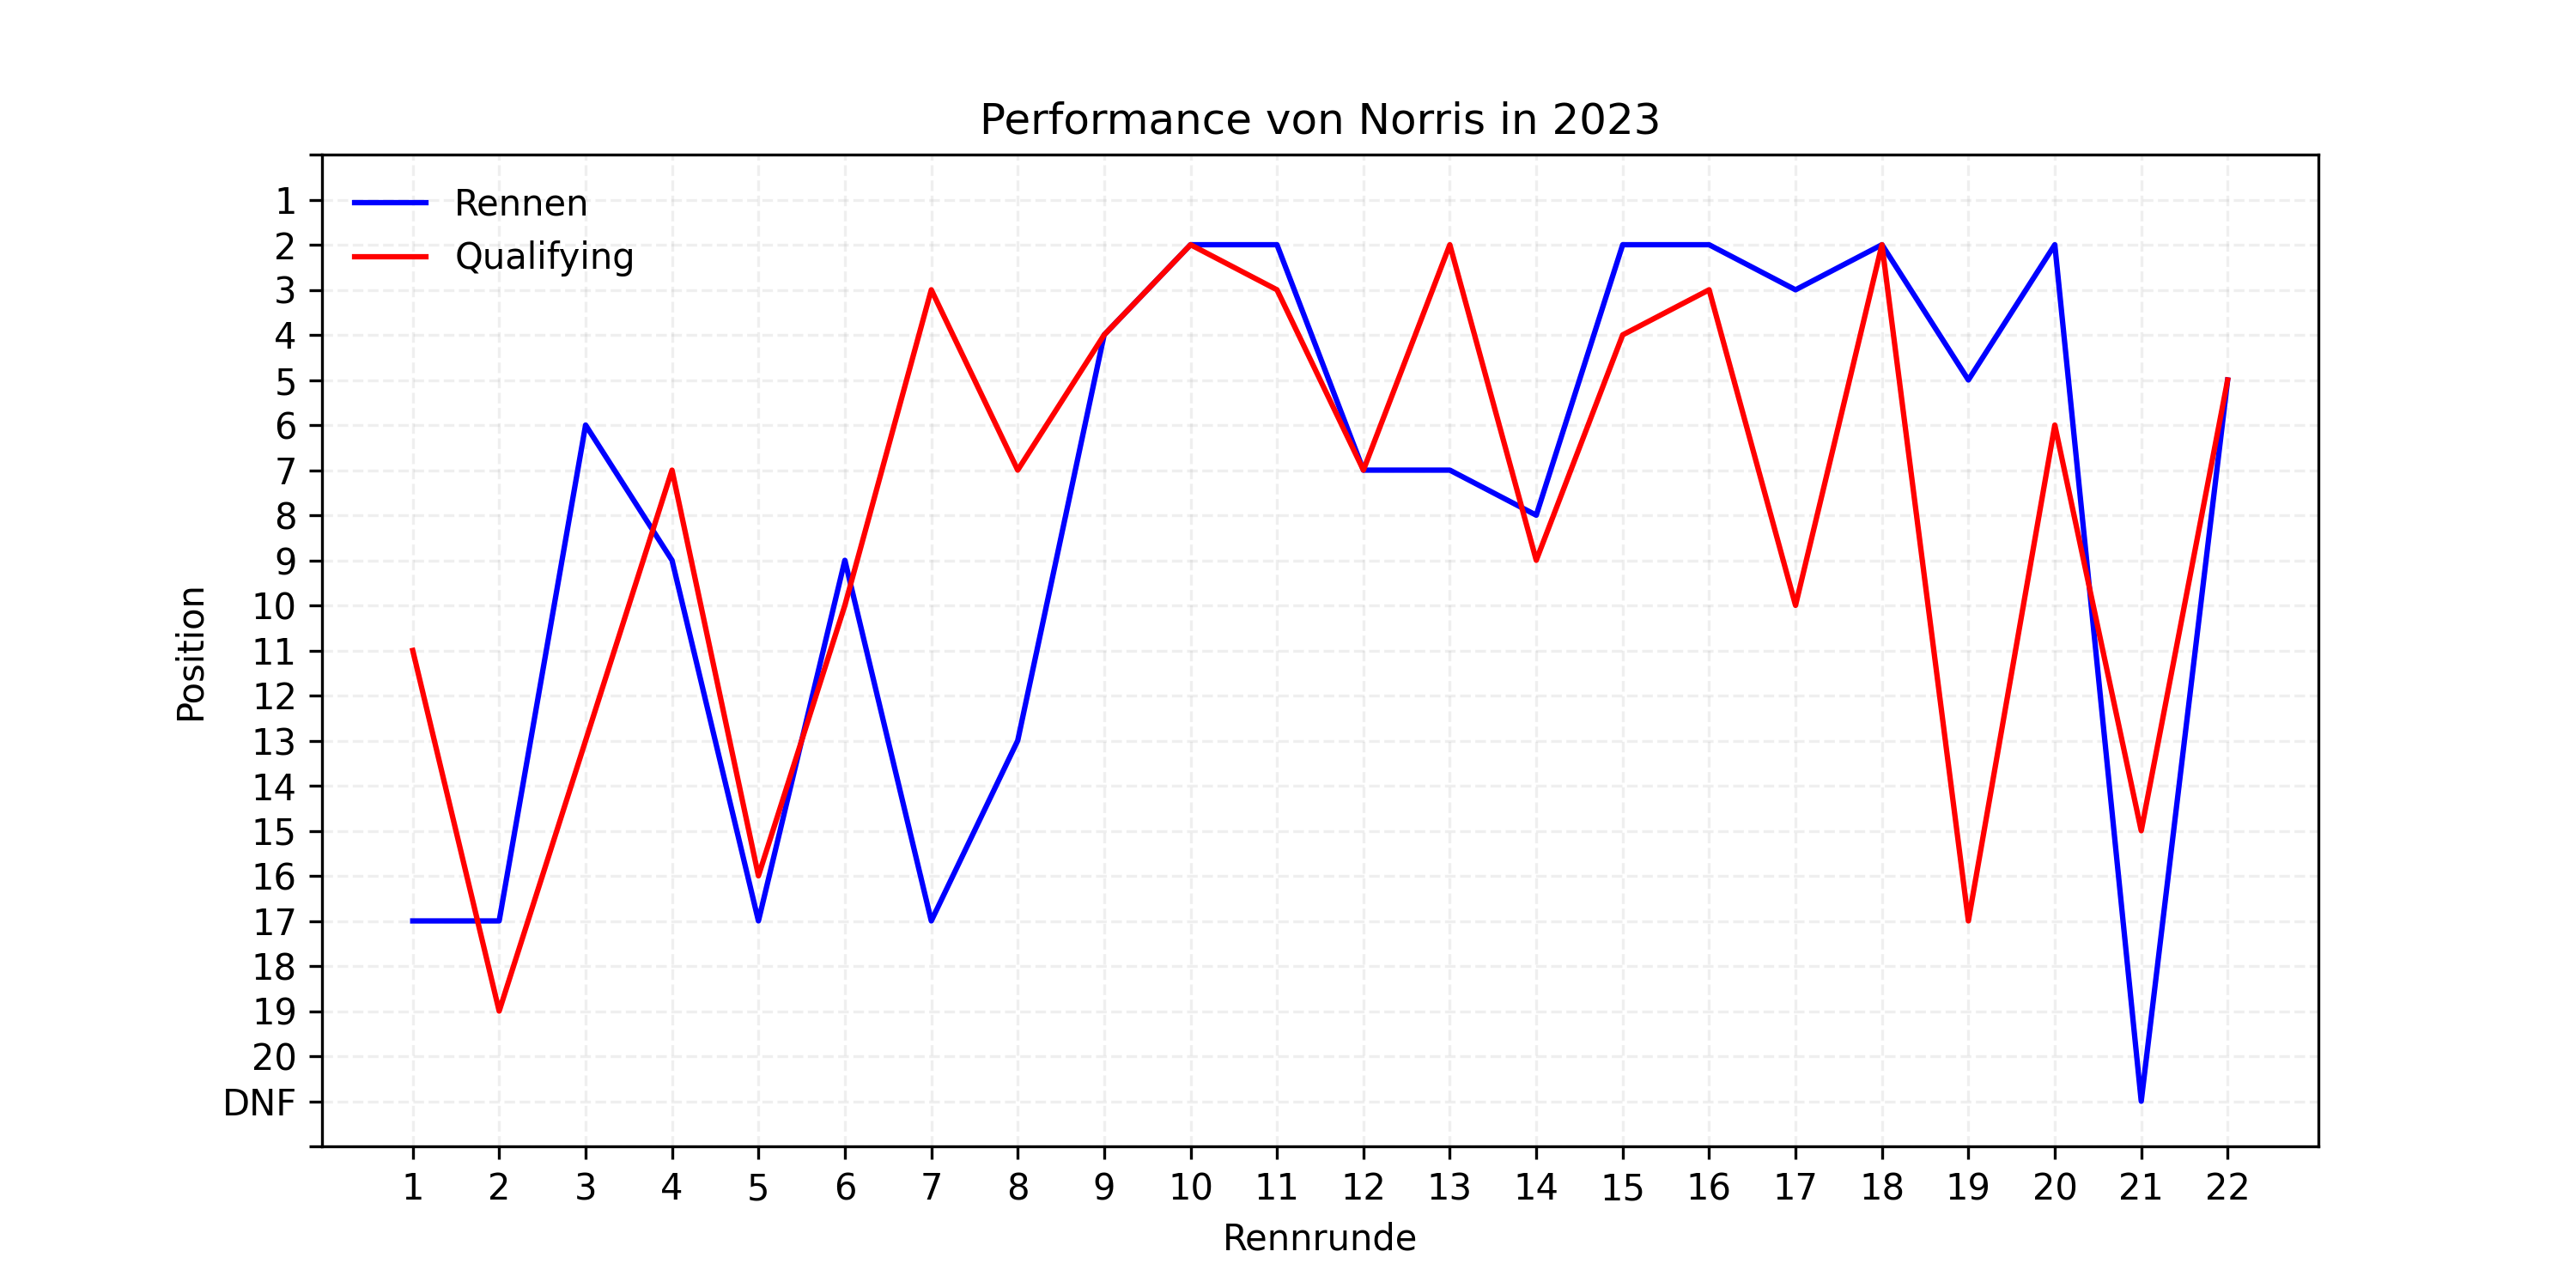 Performance von Norris in 2023
Rennen
Qualifying
Position
1
2
3
4
5
6
7
8
9
10
11
12
13
14
15
16
17
18
19
20
DNF
1 2 3 4 5 6 7 8 9 10 11 12 13 14 15 16 17 18 19 20 21 22
Rennrunde